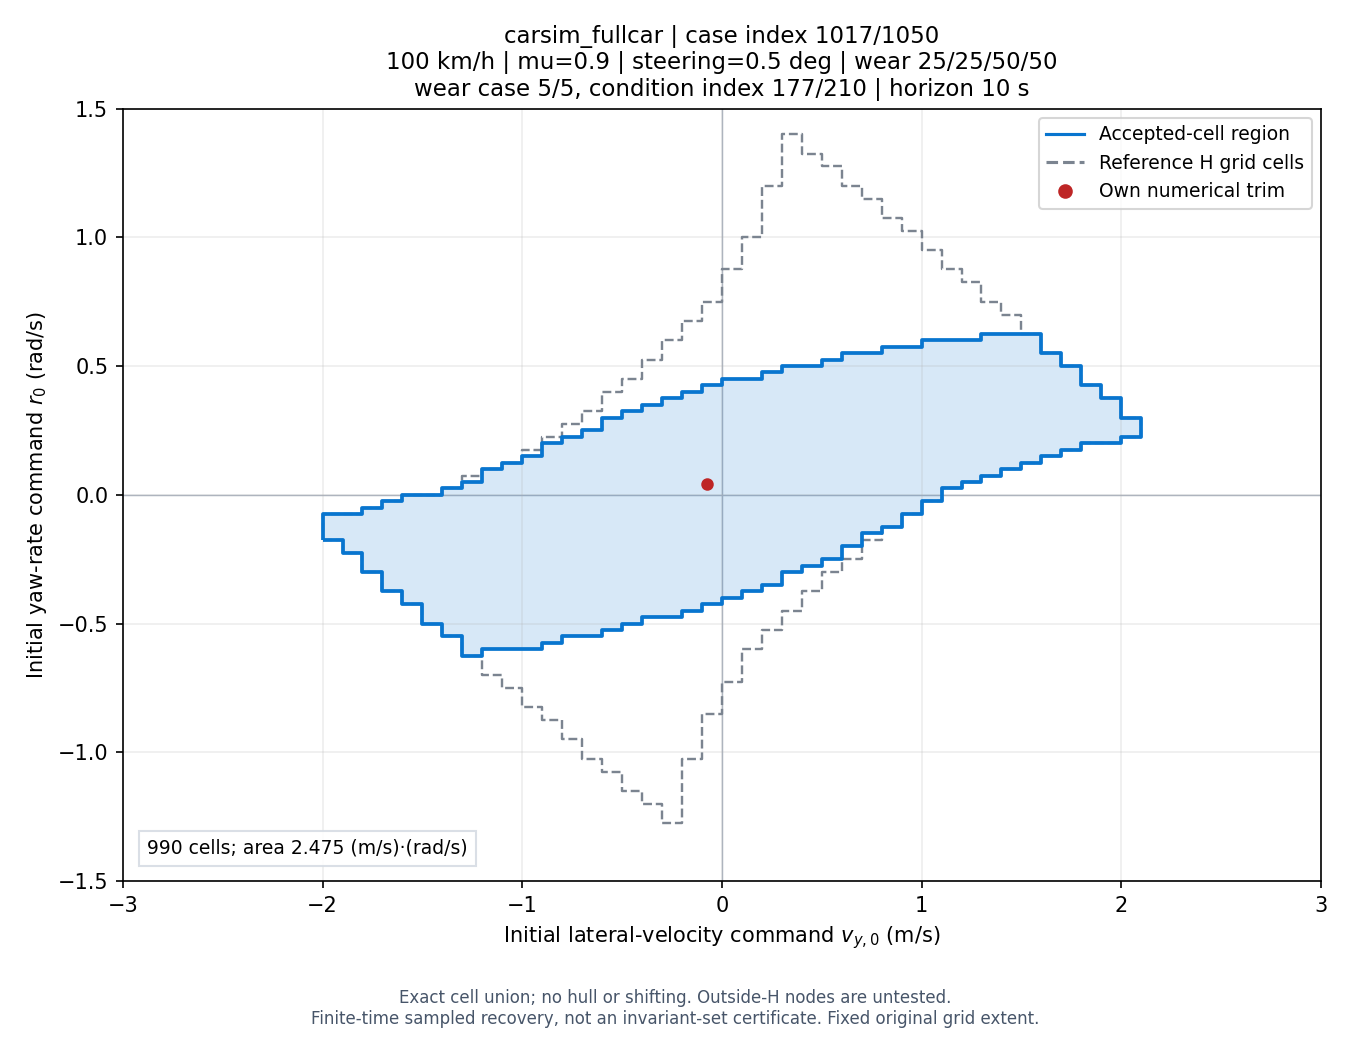 carsim_fullcar | case index 1017/1050
100 km/h | mu=0.9 | steering=0.5 deg | wear 25/25/50/50
wear case 5/5, condition index 177/210 | horizon 10 s
Accepted-cell region
Reference H grid cells
Own numerical trim
1.5
1.0
0.5
0.0
−0.5
−1.0
−1.5
Initial yaw-rate command r₀ (rad/s)
990 cells; area 2.475 (m/s)·(rad/s)
−3 −2 −1 0 1 2 3
Initial lateral-velocity command v_{y,0} (m/s)
Exact cell union; no hull or shifting. Outside-H nodes are untested.
Finite-time sampled recovery, not an invariant-set certificate. Fixed original grid extent.